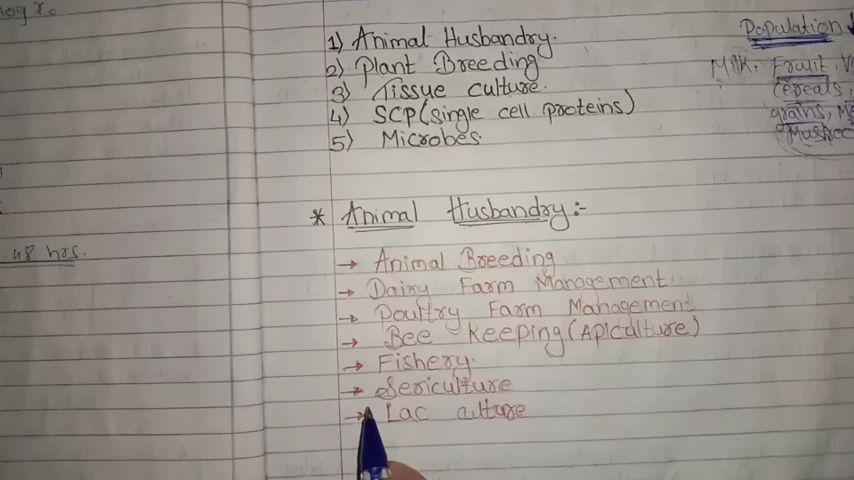 1) Animal Husbandry.
2) Plant Breeding
3) Tissue culture.
4) SCP (single cell proteins)
5) Microbes.
Population ↓
Milk, Fruit,
cereals,
grains,
* Animal Husbandry:-
→ Animal Breeding
→ Dairy Farm Management.
→ Poultry Farm Management
→ Bee keeping (Apiculture)
→ Fishery.
→ Sericulture
→ Lac culture
48 hrs.